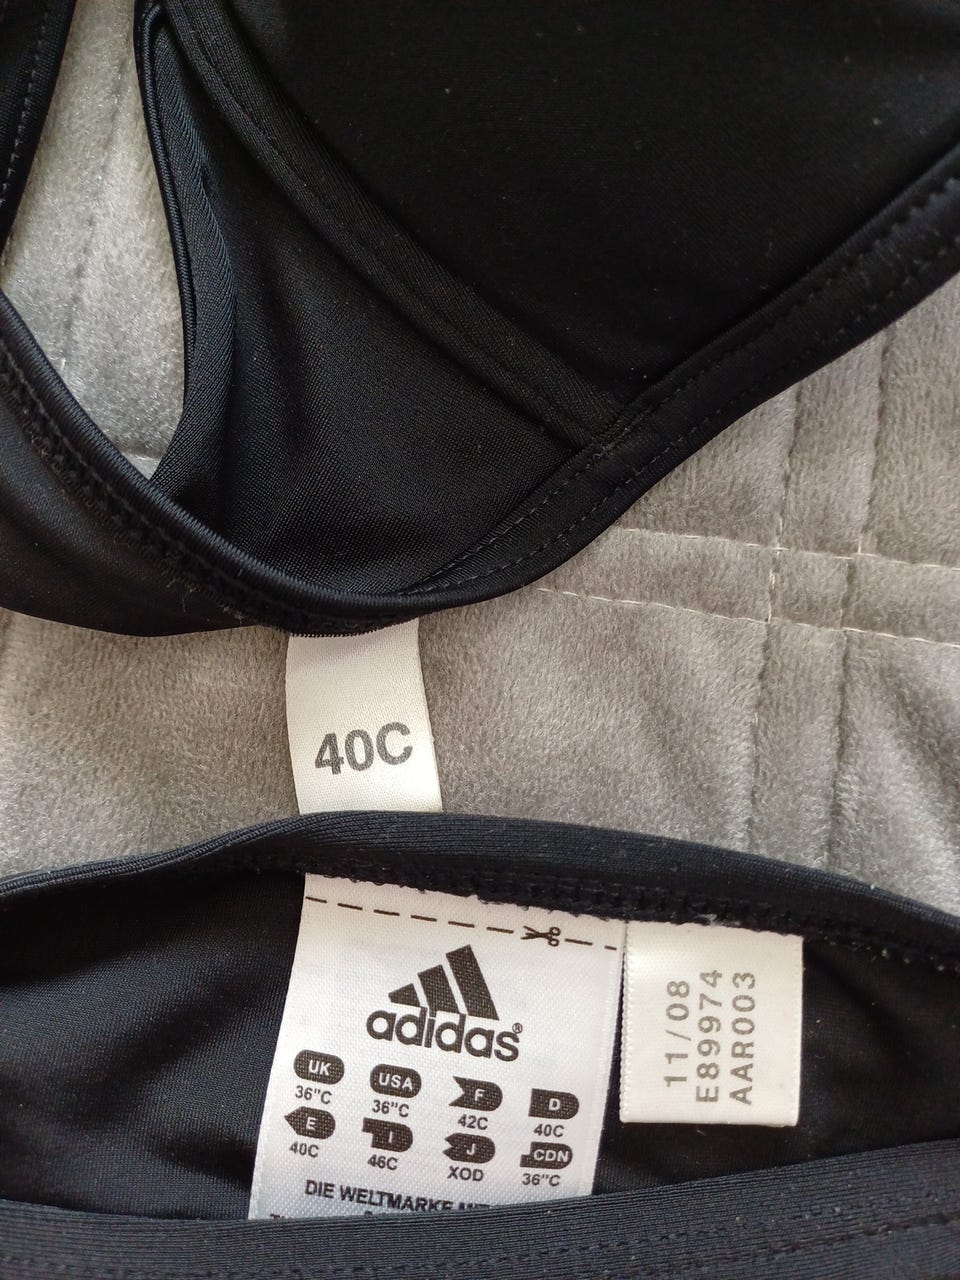 40C
adidas®
UK USA F D
36"C 36"C 42C 40C
E I J CDN
40C 46C XOD 36"C
DIE WELTMARKE
11/08
E89974
AAR003